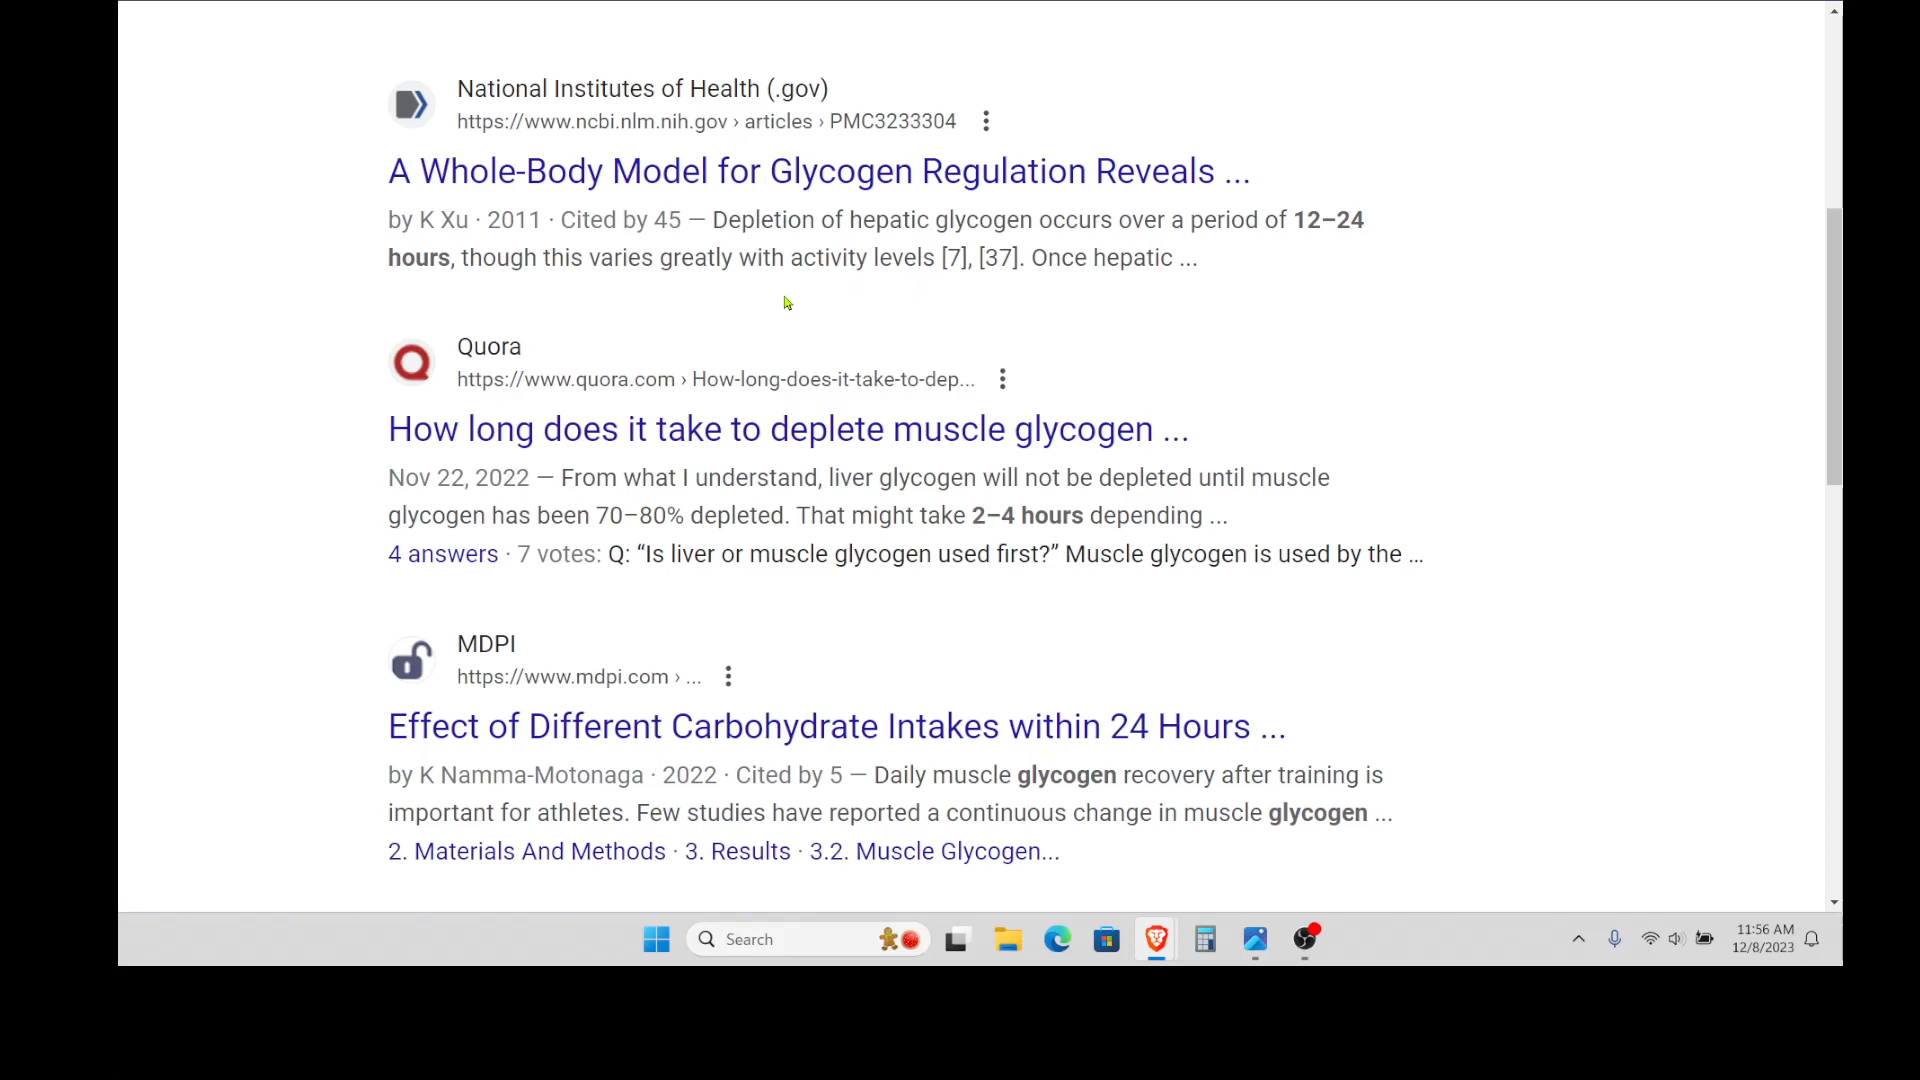 National Institutes of Health (.gov)
https://www.ncbi.nlm.nih.gov › articles › PMC3233304
A Whole-Body Model for Glycogen Regulation Reveals ...
by K Xu · 2011 · Cited by 45 — Depletion of hepatic glycogen occurs over a period of 12–24
hours, though this varies greatly with activity levels [7], [37]. Once hepatic ...
Quora
https://www.quora.com › How-long-does-it-take-to-dep...
How long does it take to deplete muscle glycogen ...
Nov 22, 2022 — From what I understand, liver glycogen will not be depleted until muscle
glycogen has been 70–80% depleted. That might take 2–4 hours depending ...
4 answers · 7 votes: Q: “Is liver or muscle glycogen used first?” Muscle glycogen is used by the ...
MDPI
https://www.mdpi.com › ...
Effect of Different Carbohydrate Intakes within 24 Hours ...
by K Namma-Motonaga · 2022 · Cited by 5 — Daily muscle glycogen recovery after training is
important for athletes. Few studies have reported a continuous change in muscle glycogen ...
2. Materials And Methods · 3. Results · 3.2. Muscle Glycogen...
Search
11:56 AM
12/8/2023